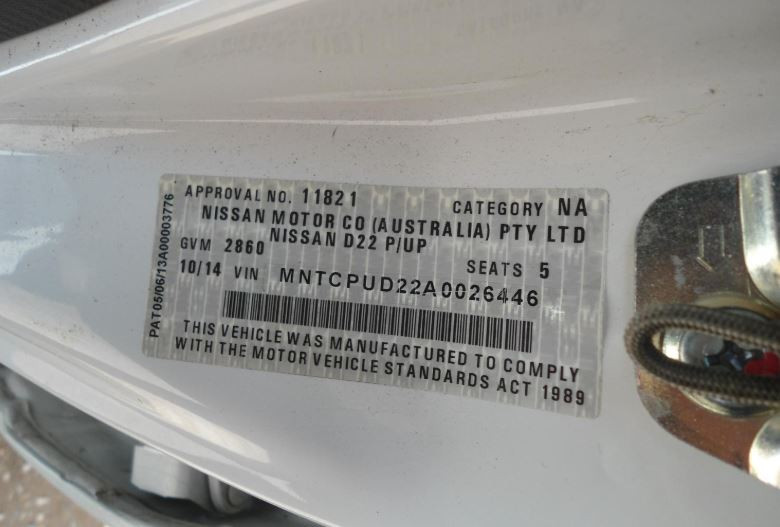 PAT05/06/13A00003776
APPROVAL NO. 11821 CATEGORY NA
NISSAN MOTOR CO (AUSTRALIA) PTY LTD
NISSAN D22 P/UP
GVM 2860 SEATS 5
10/14 VIN MNTCPUD22A0026446
THIS VEHICLE WAS MANUFACTURED TO COMPLY
WITH THE MOTOR VEHICLE STANDARDS ACT 1989